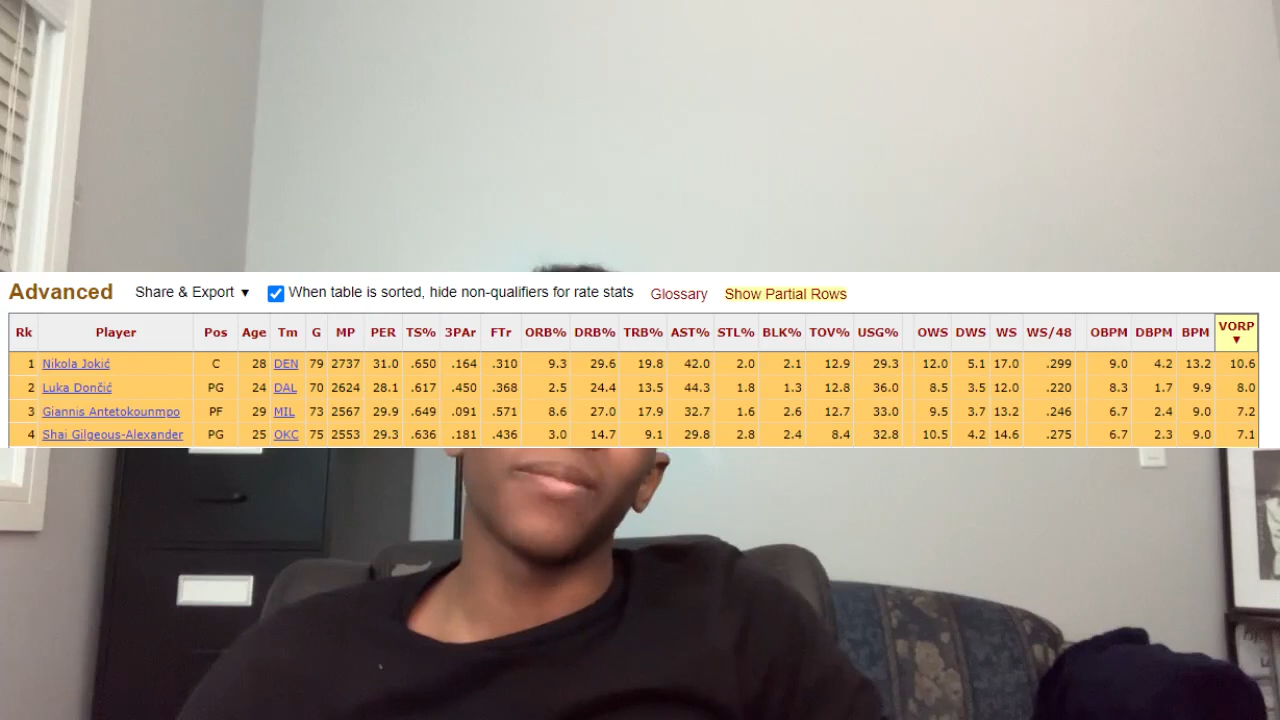 Advanced Share & Export ▼ When table is sorted, hide non-qualifiers for rate stats Glossary Show Partial Rows
Rk Player Pos Age Tm G MP PER TS% 3PAr FTr ORB% DRB% TRB% AST% STL% BLK% TOV% USG% OWS DWS WS WS/48 OBPM DBPM BPM VORP ▼
1 Nikola Jokić C 28 DEN 79 2737 31.0 .650 .164 .310 9.3 29.6 19.8 42.0 2.0 2.1 12.9 29.3 12.0 5.1 17.0 .299 9.0 4.2 13.2 10.6
2 Luka Dončić PG 24 DAL 70 2624 28.1 .617 .450 .368 2.5 24.4 13.5 44.3 1.8 1.3 12.8 36.0 8.5 3.5 12.0 .220 8.3 1.7 9.9 8.0
3 Giannis Antetokounmpo PF 29 MIL 73 2567 29.9 .649 .091 .571 8.6 27.0 17.9 32.7 1.6 2.6 12.7 33.0 9.5 3.7 13.2 .246 6.7 2.4 9.0 7.2
4 Shai Gilgeous-Alexander PG 25 OKC 75 2553 29.3 .636 .181 .436 3.0 14.7 9.1 29.8 2.8 2.4 8.4 32.8 10.5 4.2 14.6 .275 6.7 2.3 9.0 7.1